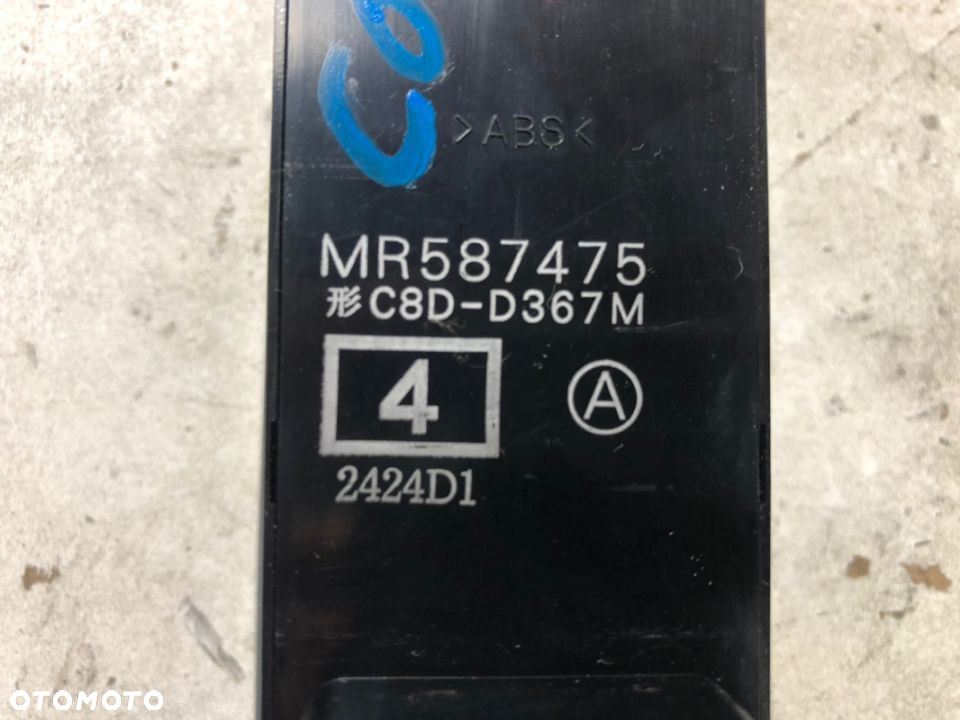 >ABS<
MR587475
形C8D-D367M
4
A
2424D1
OTOMOTO